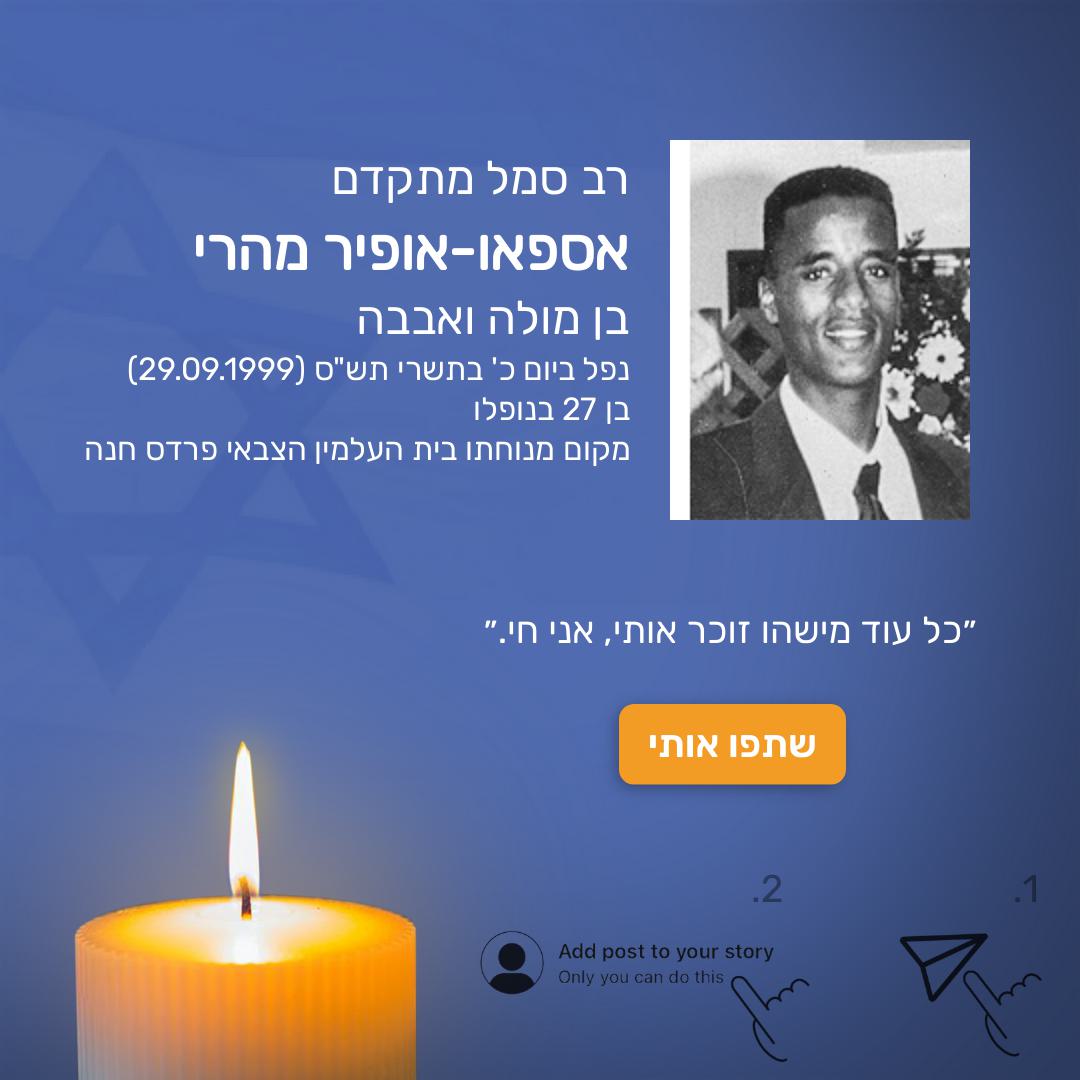 רב סמל מתקדם
אספאו-אופיר מהרי
בן מולה ואבבה
נפל ביום כ' בתשרי תש"ס (29.09.1999)
בן 27 בנופלו
מקום מנוחתו בית העלמין הצבאי פרדס חנה
״כל עוד מישהו זוכר אותי, אני חי.״
שתפו אותי
1.
2.
Add post to your story
Only you can do this